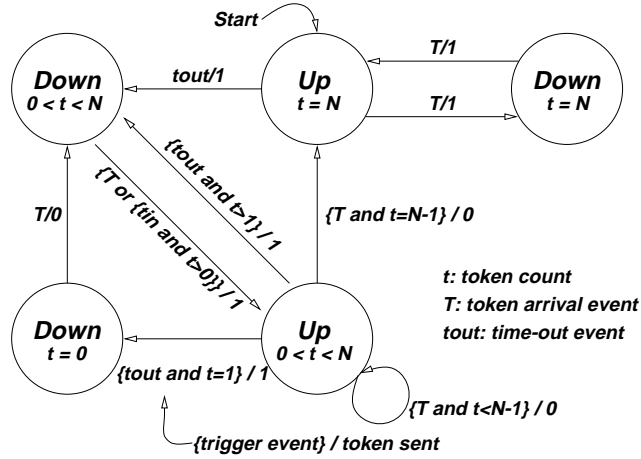 Start
Down
0 < t < N
tout/1
Up
t = N
T/1
T/1
Down
t = N
{tout and t>1} / 1
{T or {tin and t>0}} / 1
T/0
{T and t=N-1} / 0
t: token count
T: token arrival event
tout: time-out event
Down
t = 0
Up
0 < t < N
{tout and t=1} / 1
{T and t<N-1} / 0
{trigger event} / token sent